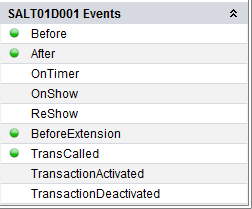 SALT01D001 Events
Before
After
OnTimer
OnShow
ReShow
BeforeExtension
TransCalled
TransactionActivated
TransactionDeactivated